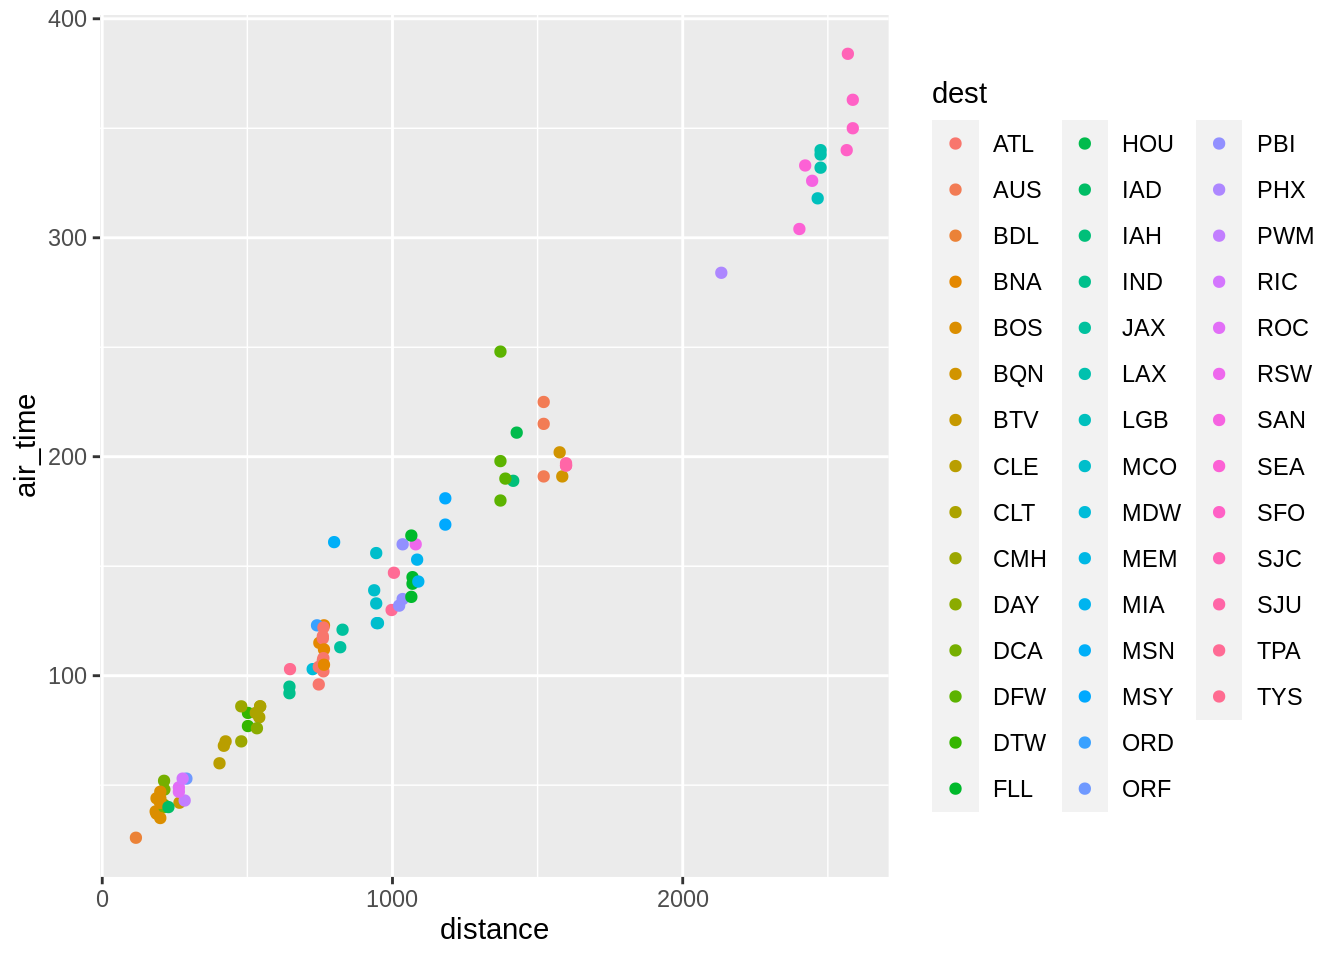 400
300
200
100
0
1000
2000
distance
air_time
dest
ATL
AUS
BDL
BNA
BOS
BQN
BTV
CLE
CLT
CMH
DAY
DCA
DFW
DTW
FLL
HOU
IAD
IAH
IND
JAX
LAX
LGB
MCO
MDW
MEM
MIA
MSN
MSY
ORD
ORF
PBI
PHX
PWM
RIC
ROC
RSW
SAN
SEA
SFO
SJC
SJU
TPA
TYS